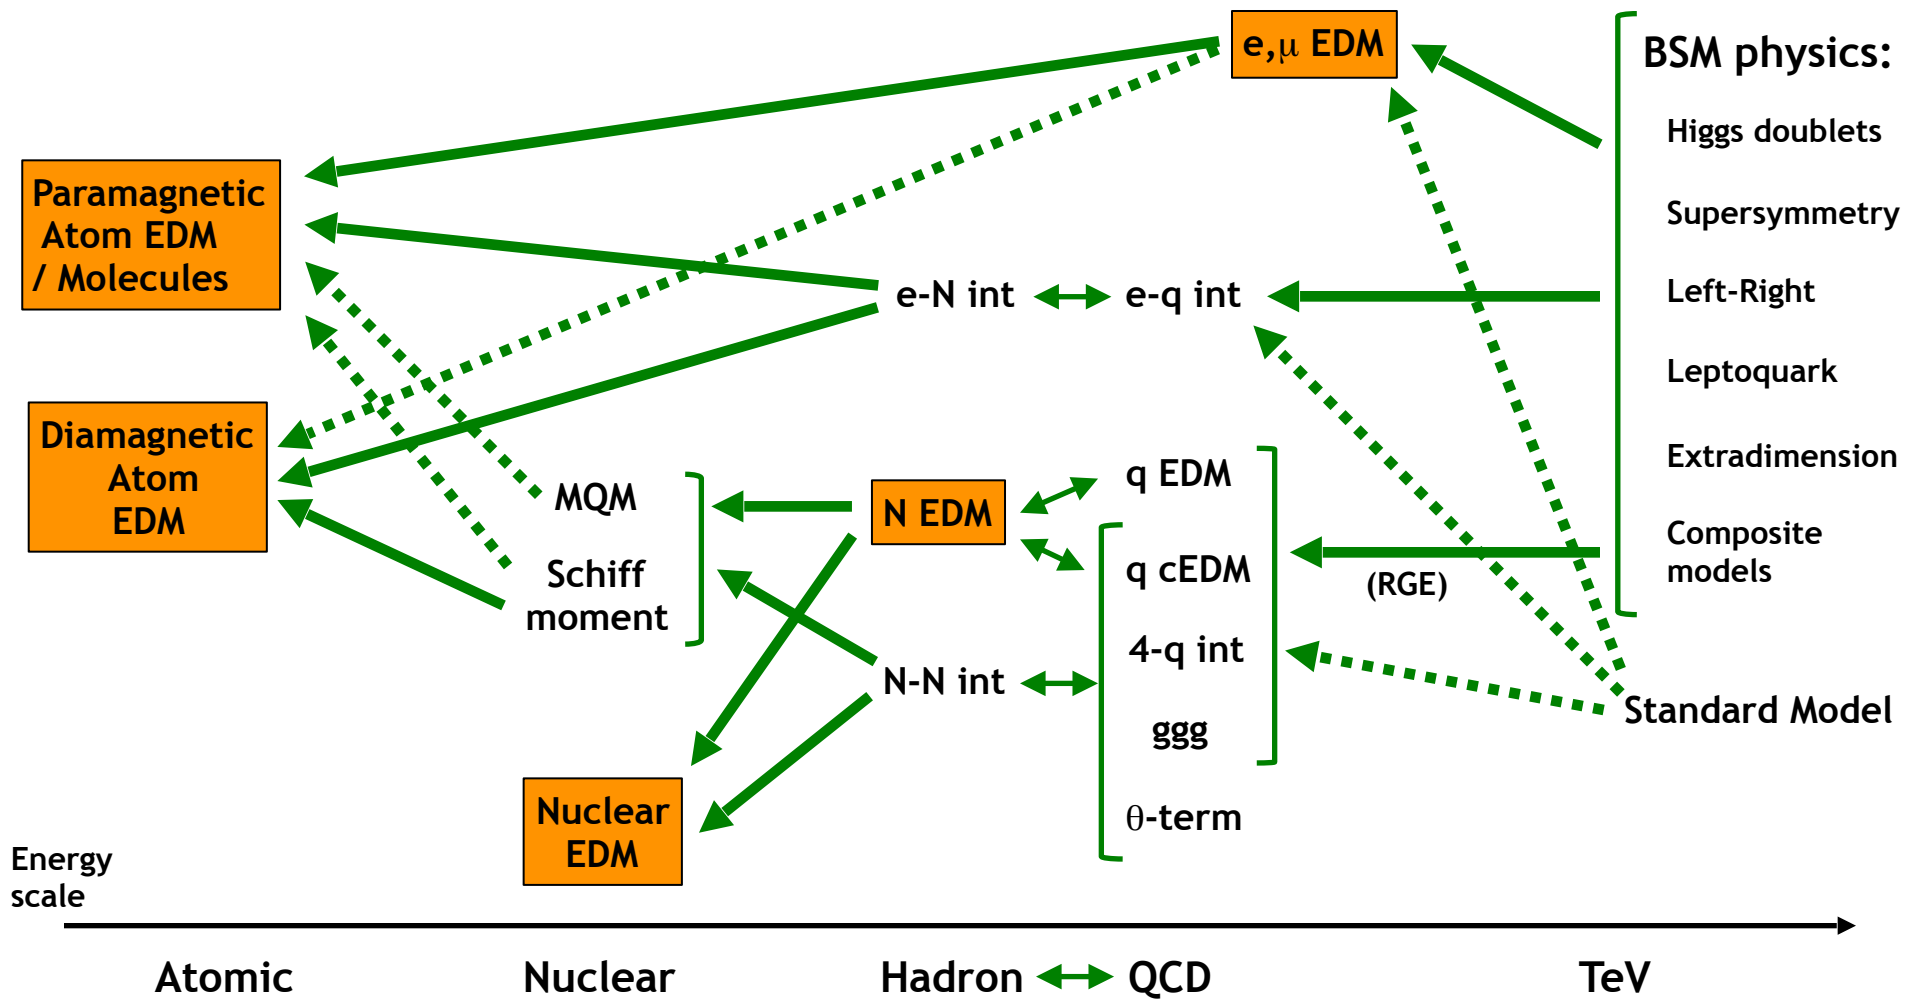 e,μ EDM
BSM physics:
Higgs doublets
Supersymmetry
Left-Right
Leptoquark
Extradimension
Composite
models
Paramagnetic
Atom EDM
/ Molecules
e-N int
e-q int
Diamagnetic
Atom
EDM
MQM
Schiff
moment
N EDM
q EDM
q cEDM
4-q int
ggg
θ-term
(RGE)
N-N int
Standard Model
Nuclear
EDM
Energy
scale
Atomic
Nuclear
Hadron
QCD
TeV